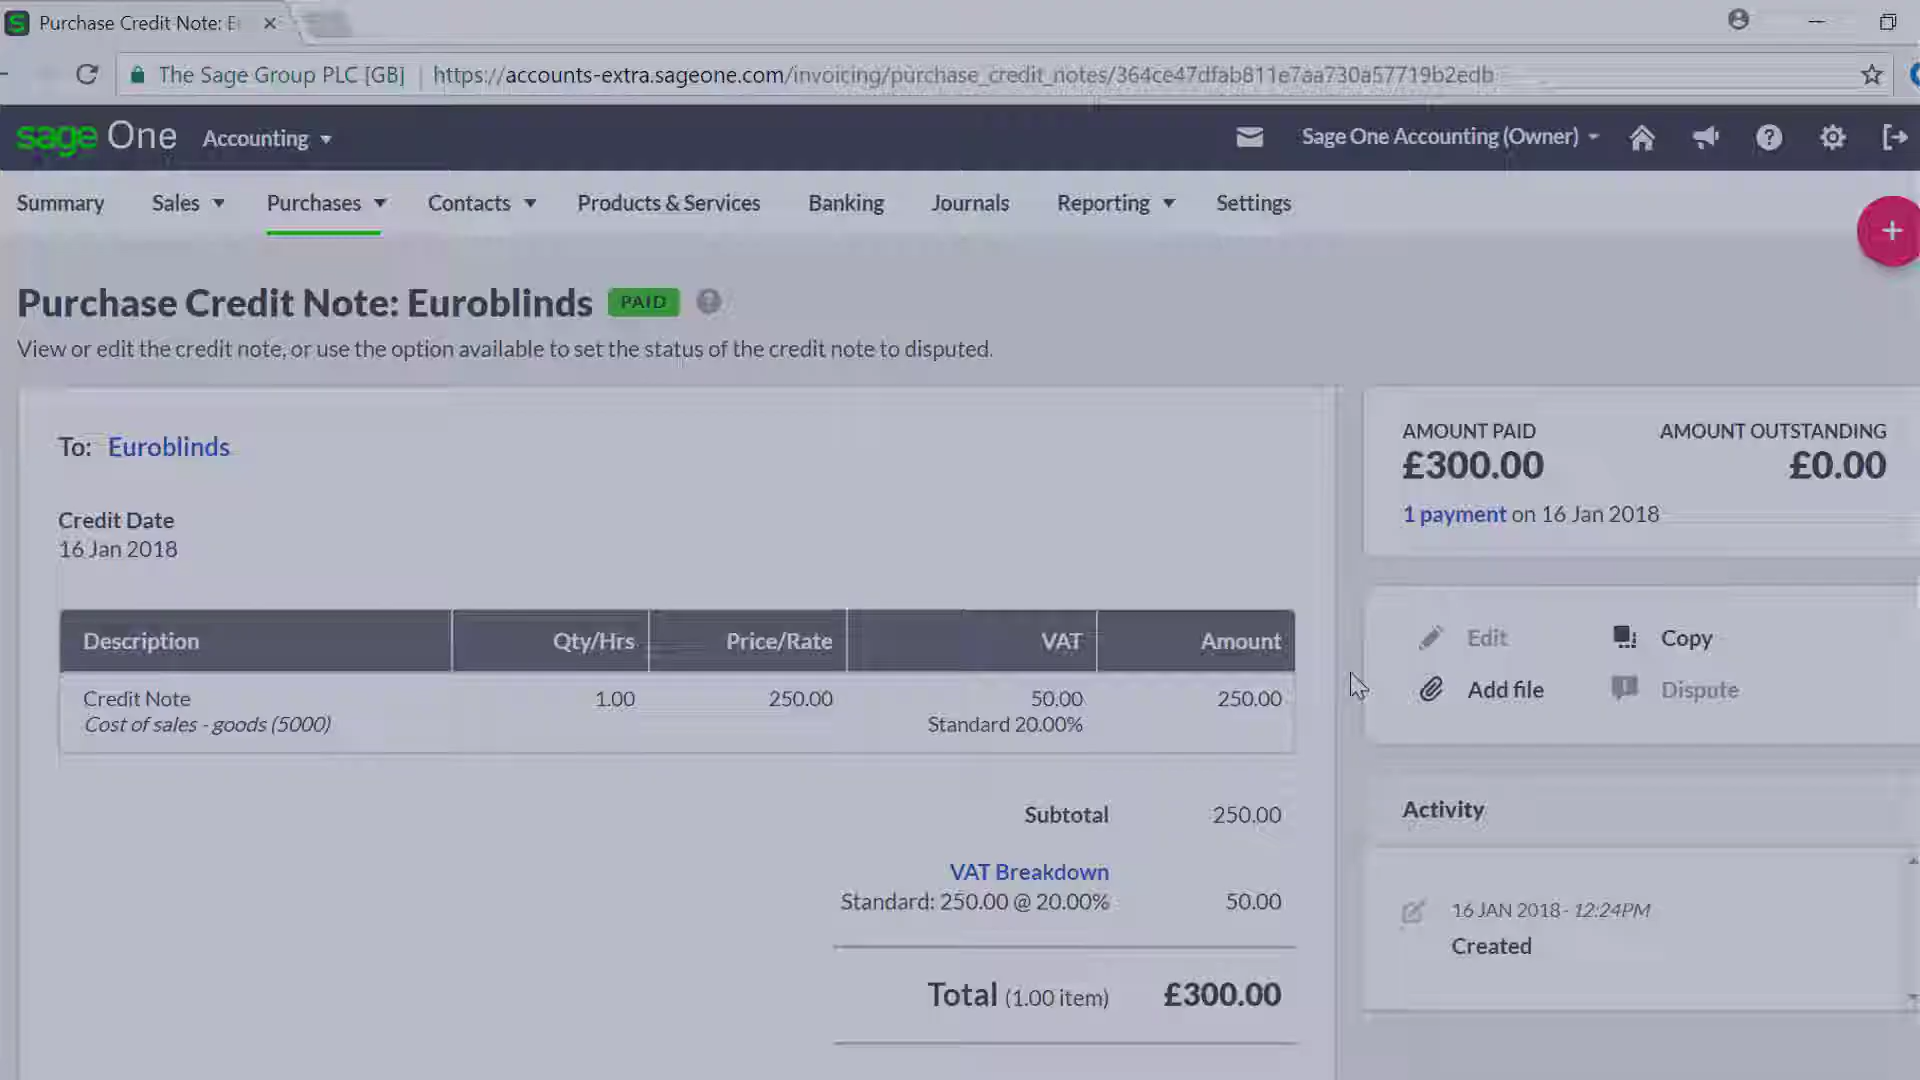 Purchase Credit Note: E
The Sage Group PLC [GB] https://accounts-extra.sageone.com/invoicing/purchase_credit_notes/364ce47dfab811e7aa730a57719b2edb
sage One Accounting Sage One Accounting (Owner)
Summary Sales Purchases Contacts Products & Services Banking Journals Reporting Settings
Purchase Credit Note: Euroblinds PAID
View or edit the credit note, or use the option available to set the status of the credit note to disputed.
To: Euroblinds
Credit Date
16 Jan 2018
Description Qty/Hrs Price/Rate VAT Amount
Credit Note 1.00 250.00 50.00 250.00
Cost of sales - goods (5000) Standard 20.00%
Subtotal 250.00
VAT Breakdown
Standard: 250.00 @ 20.00% 50.00
Total (1.00 item) £300.00
AMOUNT PAID AMOUNT OUTSTANDING
£300.00 £0.00
1 payment on 16 Jan 2018
Edit Copy
Add file Dispute
Activity
16 JAN 2018 - 12:24PM
Created